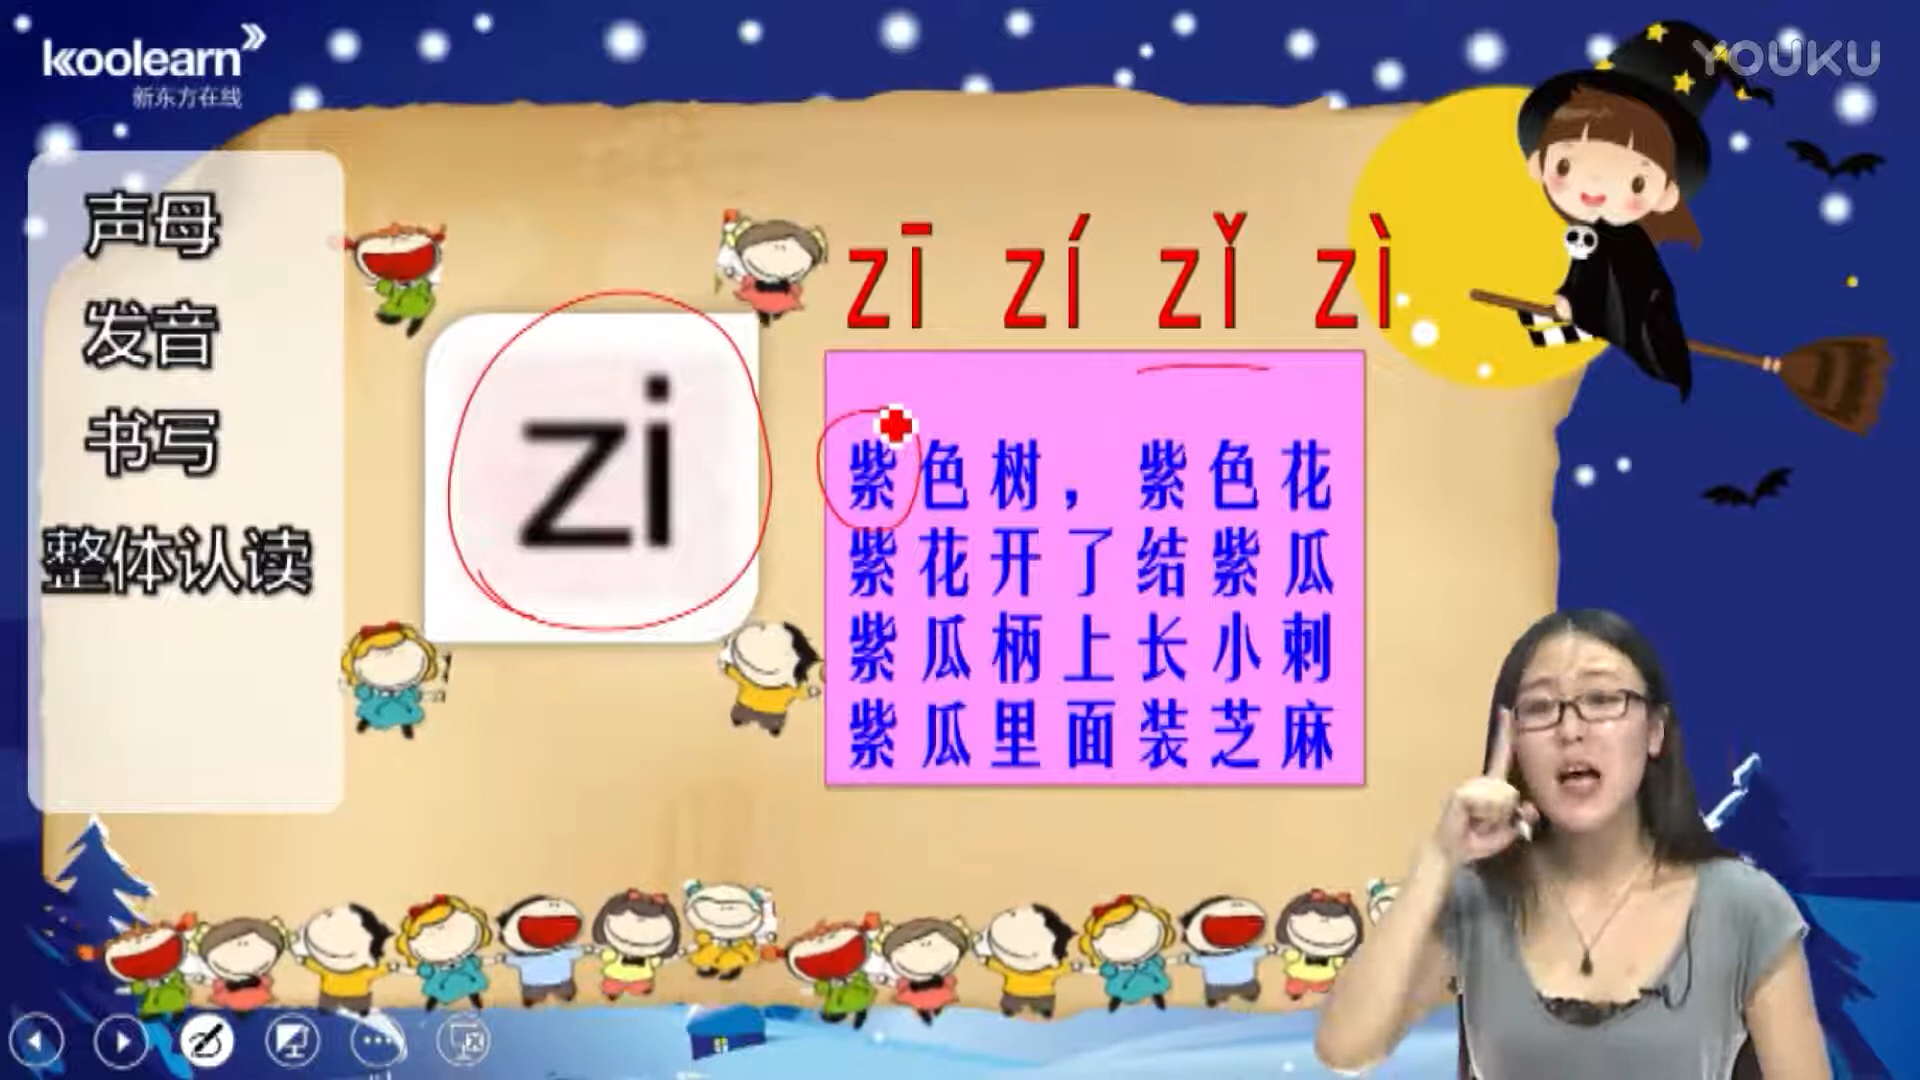 koolearn
新东方在线
YOUKU
声母
发音
书写
整体认读
zi
zī zí zǐ zì
紫色树，紫色花
紫花开了结紫瓜
紫瓜柄上长小刺
紫瓜里面装芝麻